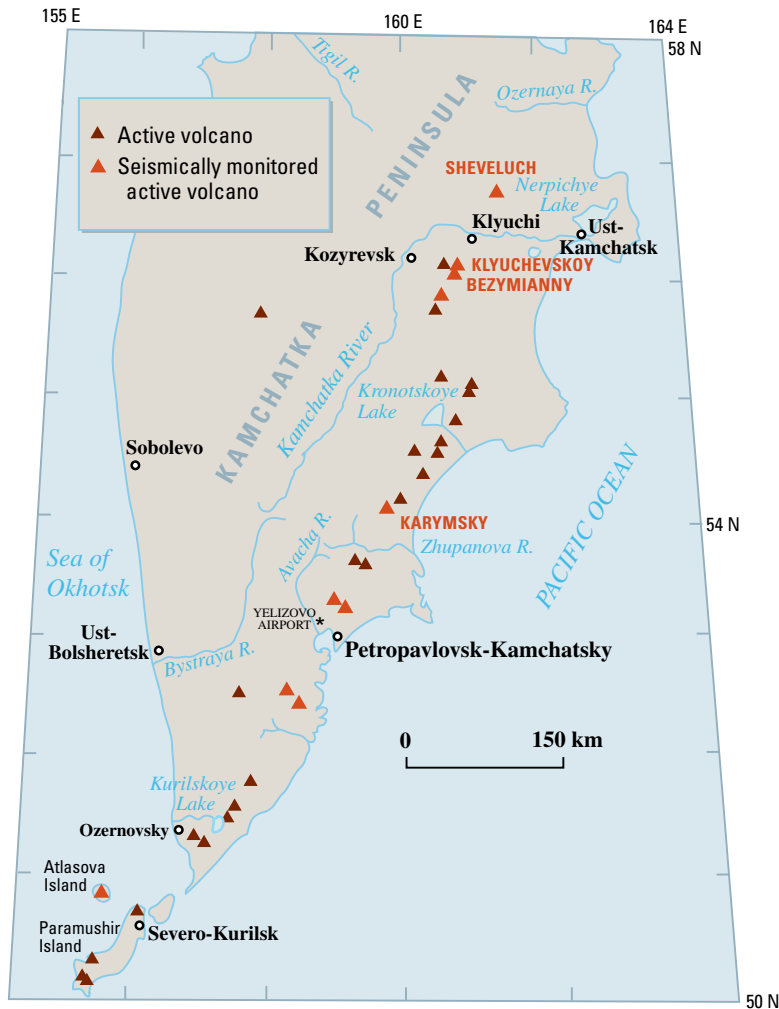 155 E
160 E
164 E
58 N
Tigil R.
Ozernaya R.
PENINSULA
Active volcano
Seismically monitored
active volcano
SHEVELUCH
Nerpichye
Lake
Klyuchi
Ust-
Kamchatsk
Kozyrevsk
KLYUCHEVSKOY
BEZYMIANNY
KAMCHATKA
Kamchatka River
Kronotskoye
Lake
Sobolevo
PACIFIC OCEAN
KARYMSKY
54 N
Avacha R.
Zhupanova R.
Sea of
Okhotsk
YELIZOVO
AIRPORT *
Ust-
Bolsheretsk
Petropavlovsk-Kamchatsky
Bystraya R.
0 150 km
Kurilskoye
Lake
Ozernovsky
Atlasova
Island
Paramushir
Island
Severo-Kurilsk
50 N